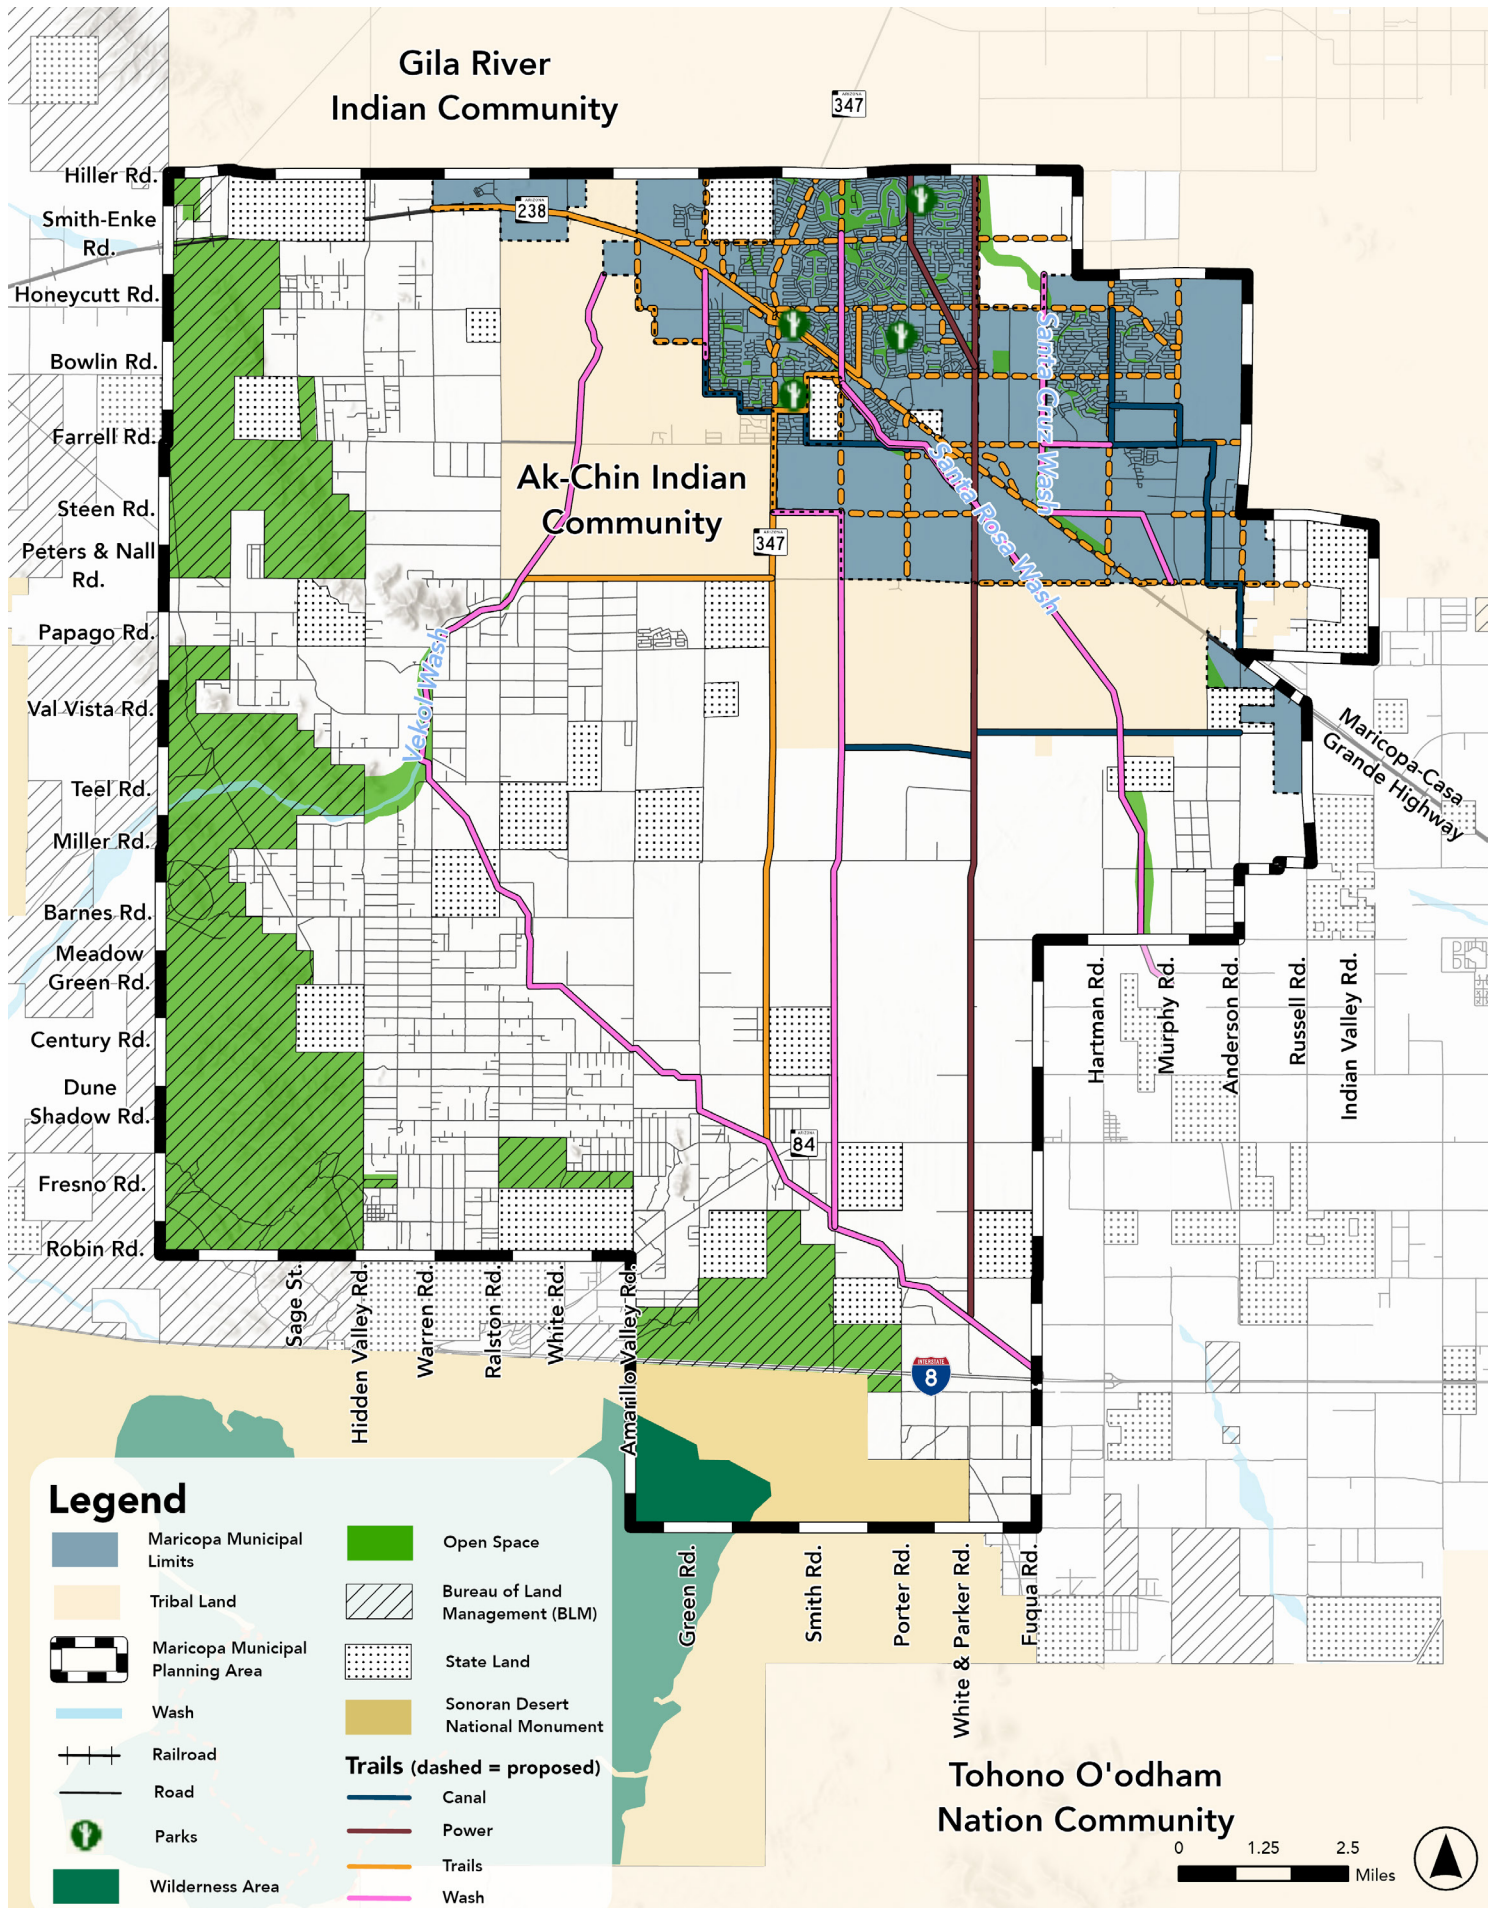 Gila River
Indian Community
ARIZONA
347
Hiller Rd.
Smith-Enke
Rd.
ARIZONA
238
Honeycutt Rd.
Bowlin Rd.
Farrell Rd.
Santa Cruz Wash
Ak-Chin Indian
Community
Santa Rosa Wash
Steen Rd.
ARIZONA
347
Peters & Nall
Rd.
Papago Rd.
Vekol Wash
Val Vista Rd.
Maricopa-Casa
Grande Highway
Teel Rd.
Miller Rd.
Barnes Rd.
Meadow
Green Rd.
Century Rd.
Hartman Rd.
Murphy Rd.
Anderson Rd.
Russell Rd.
Indian Valley Rd.
Dune
Shadow Rd.
ARIZONA
84
Fresno Rd.
Robin Rd.
Sage St.
Hidden Valley Rd.
Warren Rd.
Ralston Rd.
White Rd.
Amarillo Valley Rd.
INTERSTATE
8
Green Rd.
Smith Rd.
Porter Rd.
White & Parker Rd.
Fuqua Rd.
Legend
Maricopa Municipal
Limits
Tribal Land
Maricopa Municipal
Planning Area
Wash
Railroad
Road
Parks
Wilderness Area
Open Space
Bureau of Land
Management (BLM)
State Land
Sonoran Desert
National Monument
Trails (dashed = proposed)
Canal
Power
Trails
Wash
Tohono O'odham
Nation Community
0 1.25 2.5
Miles